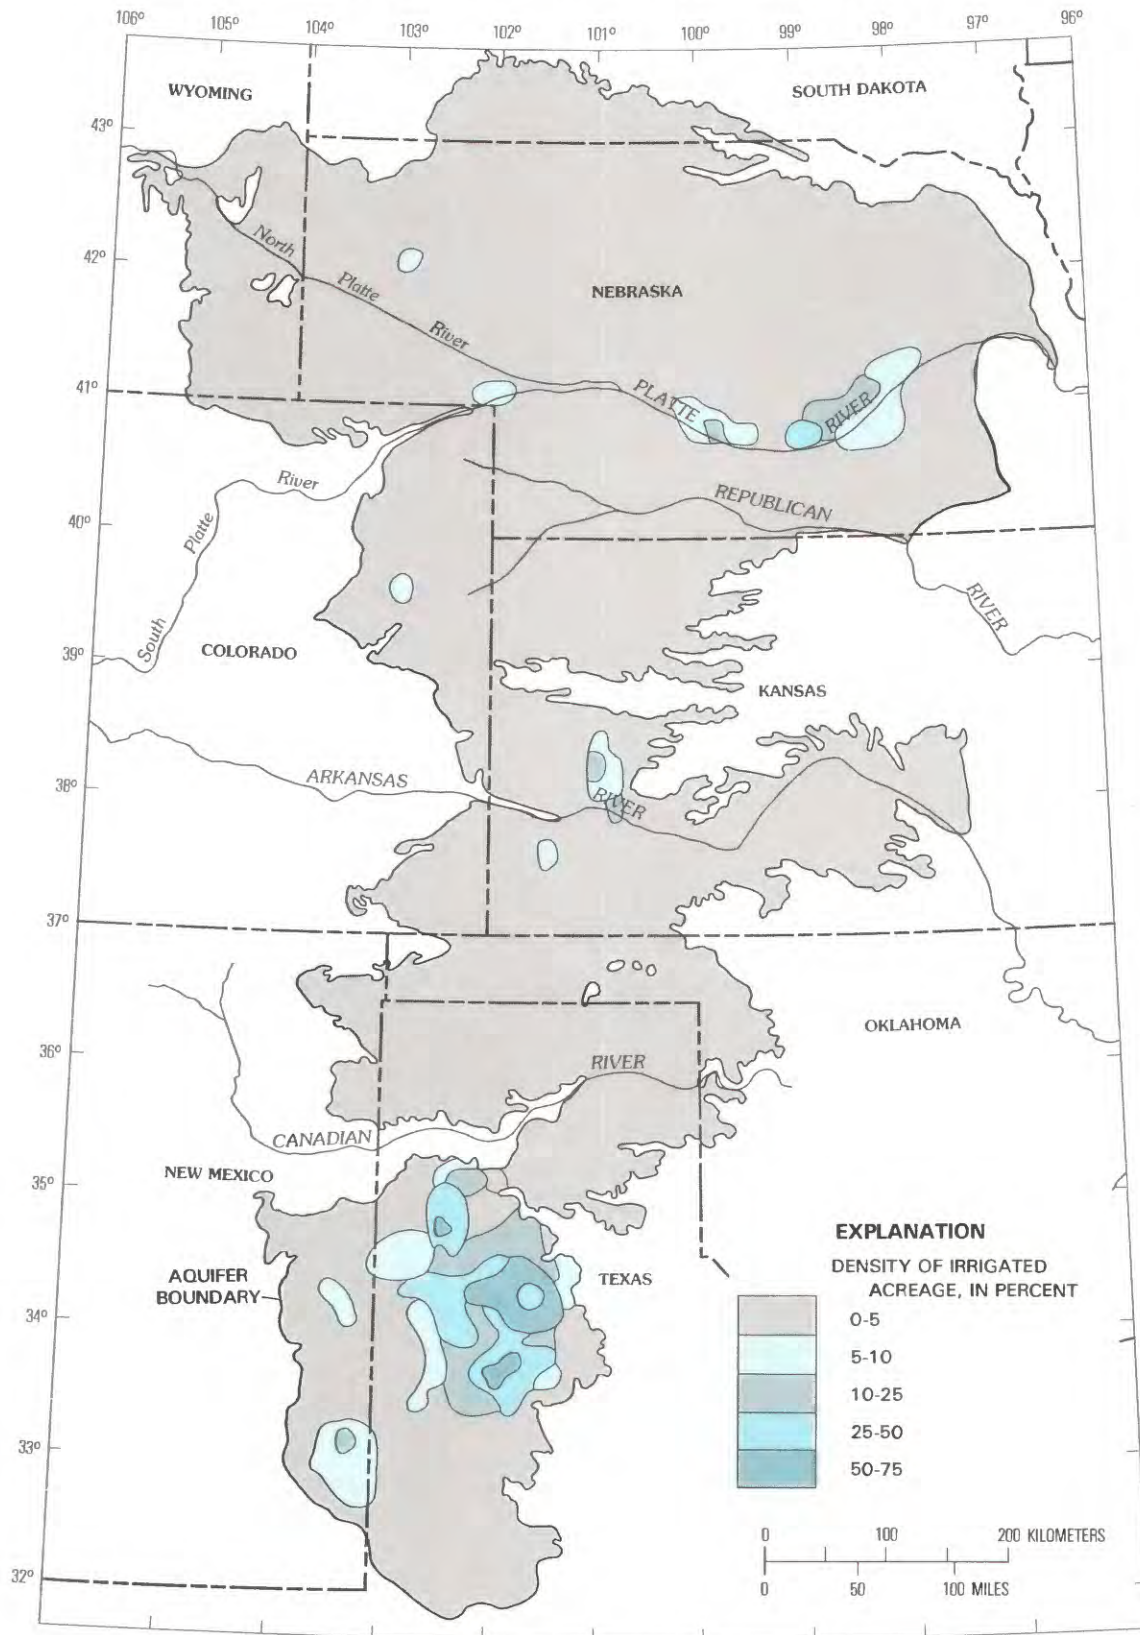 106°
105°
104°
103°
102°
101°
100°
99°
98°
97°
96°
WYOMING
SOUTH DAKOTA
43°
North
Platte
River
42°
NEBRASKA
41°
PLATTE
RIVER
River
Platte
South
REPUBLICAN
RIVER
40°
39°
COLORADO
KANSAS
38°
ARKANSAS
RIVER
37°
OKLAHOMA
36°
RIVER
CANADIAN
NEW MEXICO
35°
AQUIFER
BOUNDARY
TEXAS
34°
33°
32°
EXPLANATION
DENSITY OF IRRIGATED
ACREAGE, IN PERCENT
0-5
5-10
10-25
25-50
50-75
0 100 200 KILOMETERS
0 50 100 MILES